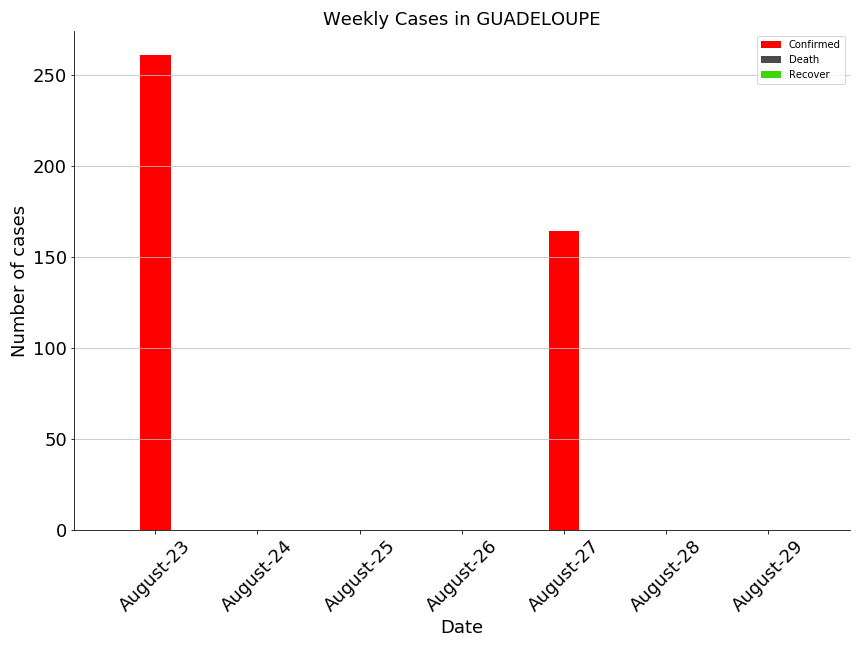 Weekly Cases in GUADELOUPE
Confirmed
Death
Recover
Number of cases
250
200
150
100
50
0
August-23
August-24
August-25
August-26
August-27
August-28
August-29
Date